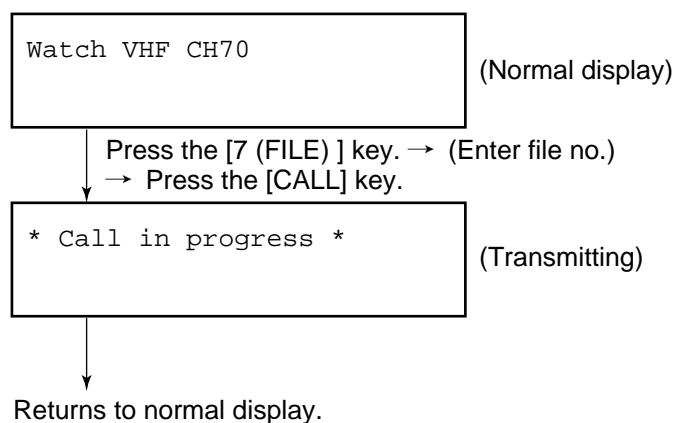 Watch VHF CH70
(Normal display)
Press the [7 (FILE) ] key. → (Enter file no.)
→ Press the [CALL] key.
* Call in progress *
(Transmitting)
Returns to normal display.